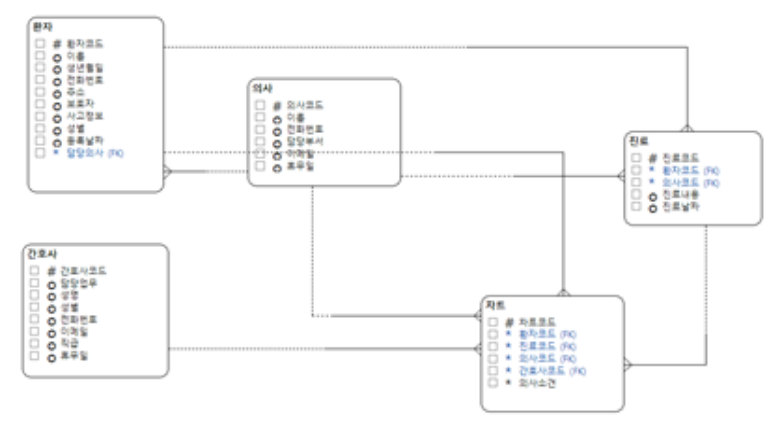 환자
# 환자코드
이름
생년월일
전화번호
주소
보호자
사고정보
성별
등록날짜
* 담당의사 (FK)
의사
# 의사코드
이름
전화번호
담당부서
이메일
휴무일
진료
# 진료코드
* 환자코드 (FK)
* 의사코드 (FK)
진료내용
진료날짜
간호사
# 간호사코드
담당업무
성명
성별
전화번호
이메일
직급
휴무일
차트
# 차트코드
* 환자코드 (FK)
* 진료코드 (FK)
* 의사코드 (FK)
* 간호사코드 (FK)
* 의사소견